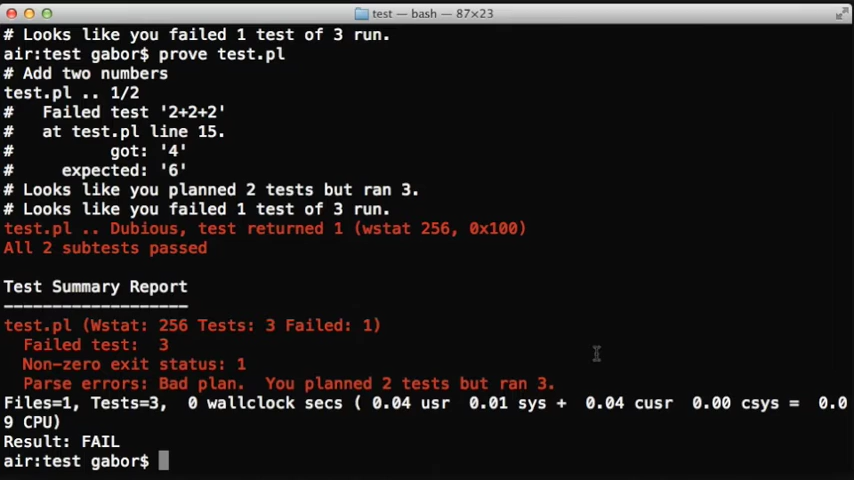 test — bash — 87×23
# Looks like you failed 1 test of 3 run.
air:test gabor$ prove test.pl
# Add two numbers
test.pl .. 1/2
#   Failed test '2+2+2'
#   at test.pl line 15.
#          got: '4'
#     expected: '6'
# Looks like you planned 2 tests but ran 3.
# Looks like you failed 1 test of 3 run.
test.pl .. Dubious, test returned 1 (wstat 256, 0x100)
All 2 subtests passed
Test Summary Report
-------------------
test.pl (Wstat: 256 Tests: 3 Failed: 1)
  Failed test:  3
  Non-zero exit status: 1
  Parse errors: Bad plan.  You planned 2 tests but ran 3.
Files=1, Tests=3,  0 wallclock secs ( 0.04 usr  0.01 sys +  0.04 cusr  0.00 csys =  0.0
9 CPU)
Result: FAIL
air:test gabor$